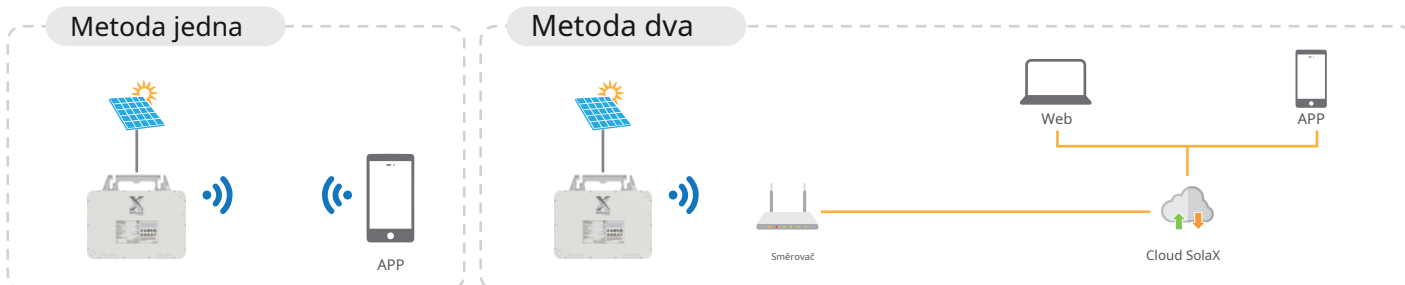 Metoda jedna
APP
Metoda dva
Web
APP
Směrovač
Cloud SolaX